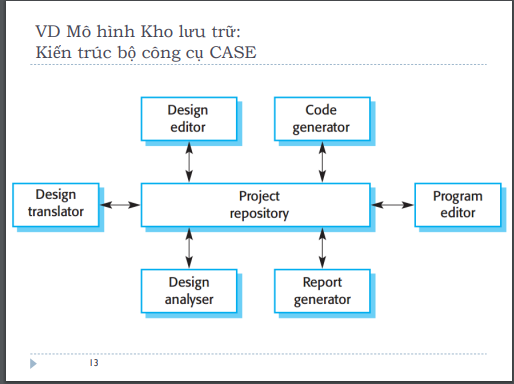 VD Mô hình Kho lưu trữ:
Kiến trúc bộ công cụ CASE
Design
editor
Code
generator
Design
translator
Project
repository
Program
editor
Design
analyser
Report
generator
13